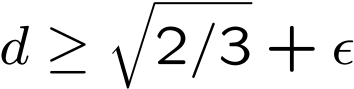 d ≥ √2/3 + ϵ